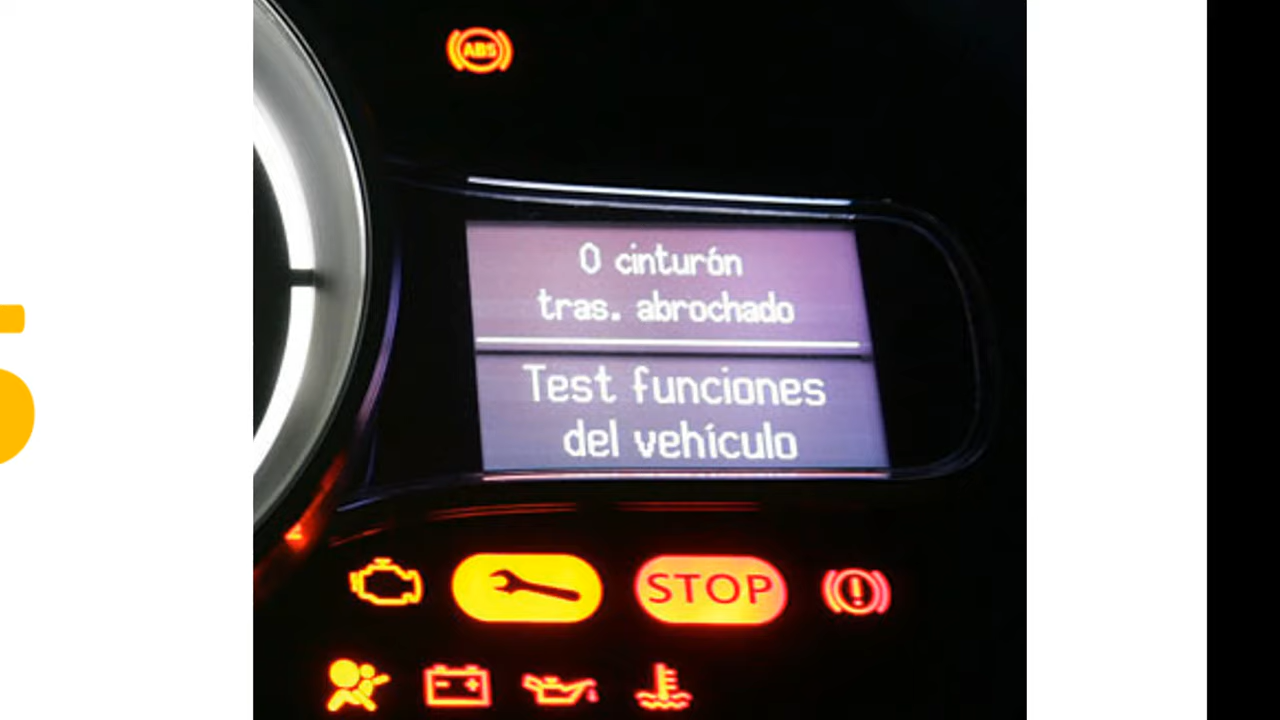 ABS
0 cinturón
tras. abrochado
Test funciones
del vehículo
STOP